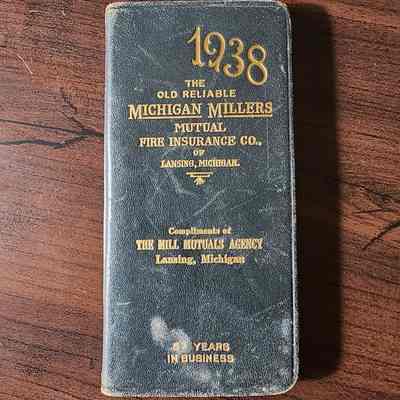 1938
THE
OLD RELIABLE
MICHIGAN MILLERS
MUTUAL
FIRE INSURANCE CO.,
OF
LANSING, MICHIGAN.
Compliments of
THE MILL MUTUALS AGENCY
Lansing, Michigan
57 YEARS
IN BUSINESS